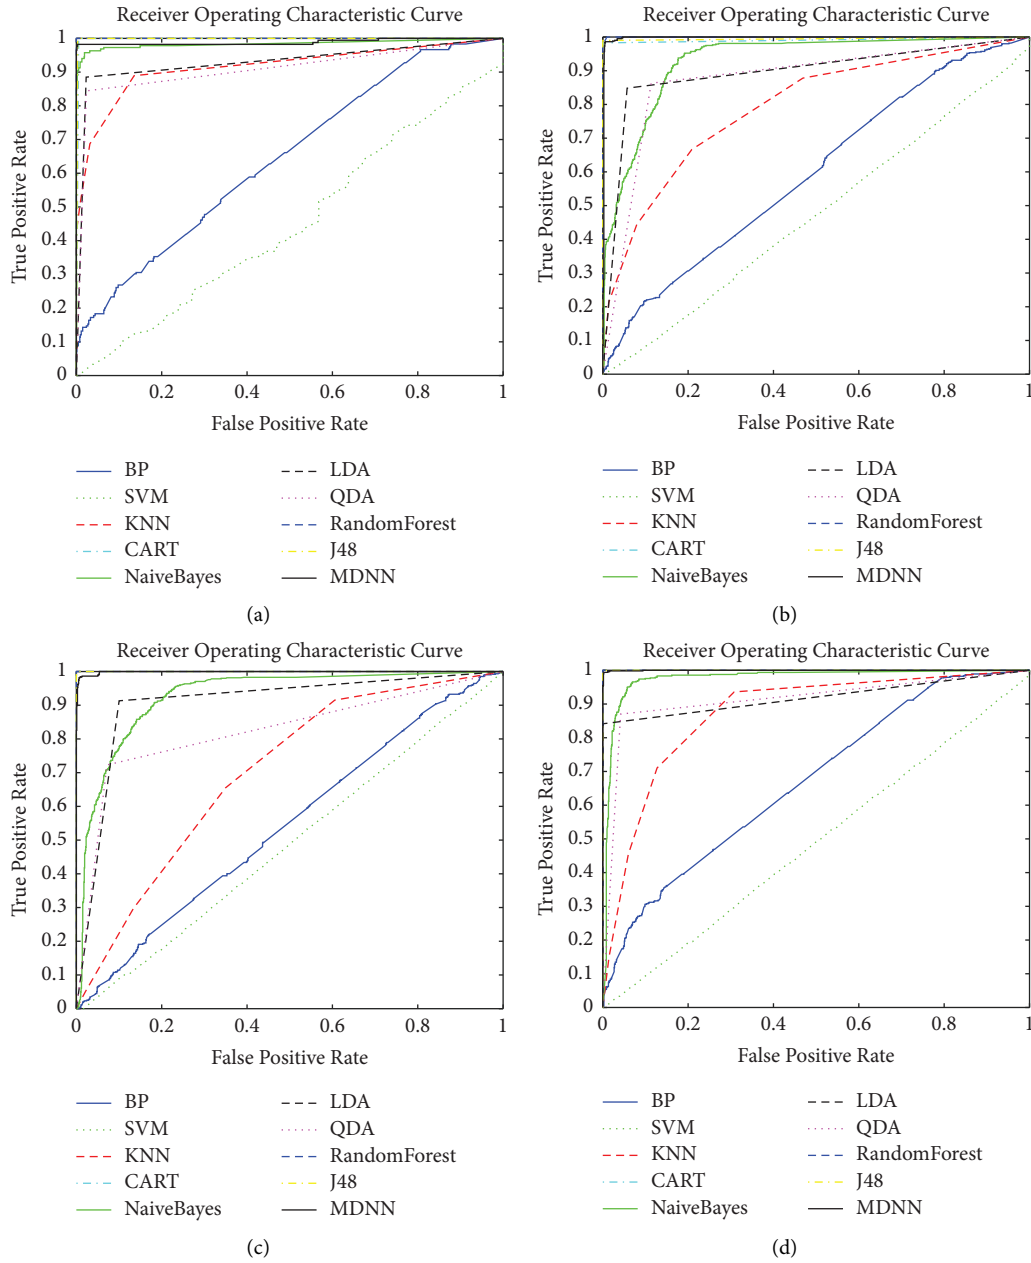 Receiver Operating Characteristic Curve
1
0.9
0.8
0.7
0.6
0.5
0.4
0.3
0.2
0.1
0
True Positive Rate
0 0.2 0.4 0.6 0.8 1
False Positive Rate
BP LDA
SVM QDA
KNN RandomForest
CART J48
NaiveBayes MDNN
(a)
Receiver Operating Characteristic Curve
1
0.9
0.8
0.7
0.6
0.5
0.4
0.3
0.2
0.1
0
True Positive Rate
0 0.2 0.4 0.6 0.8 1
False Positive Rate
BP LDA
SVM QDA
KNN RandomForest
CART J48
NaiveBayes MDNN
(b)
Receiver Operating Characteristic Curve
1
0.9
0.8
0.7
0.6
0.5
0.4
0.3
0.2
0.1
0
True Positive Rate
0 0.2 0.4 0.6 0.8 1
False Positive Rate
BP LDA
SVM QDA
KNN RandomForest
CART J48
NaiveBayes MDNN
(c)
Receiver Operating Characteristic Curve
1
0.9
0.8
0.7
0.6
0.5
0.4
0.3
0.2
0.1
0
True Positive Rate
0 0.2 0.4 0.6 0.8 1
False Positive Rate
BP LDA
SVM QDA
KNN RandomForest
CART J48
NaiveBayes MDNN
(d)